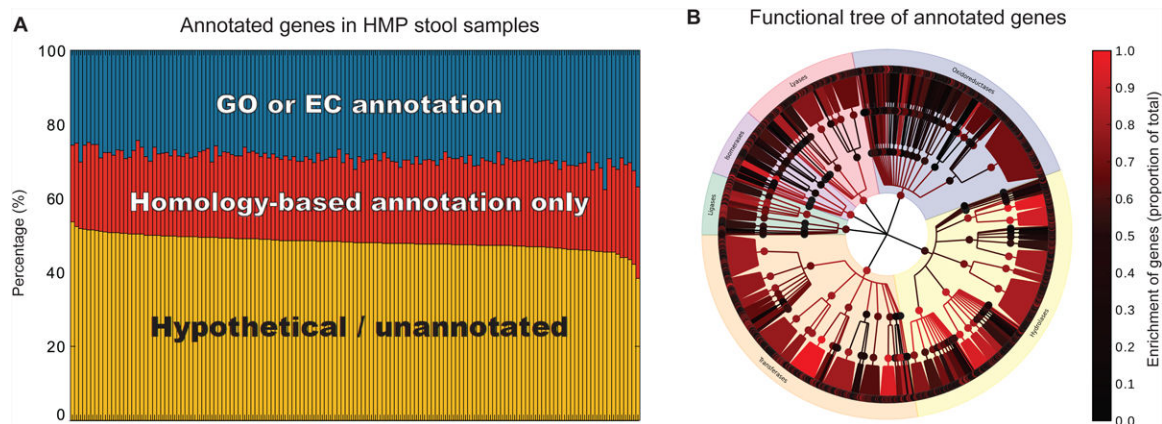 A
Annotated genes in HMP stool samples
100
80
60
40
20
0
Percentage (%)
GO or EC annotation
Homology-based annotation only
Hypothetical / unannotated
B
Functional tree of annotated genes
Oxidoreductases
Lyases
Isomerases
Ligases
Transferases
Hydrolases
1.0
0.9
0.8
0.7
0.6
0.5
0.4
0.3
0.2
0.1
0.0
Enrichment of genes (proportion of total)